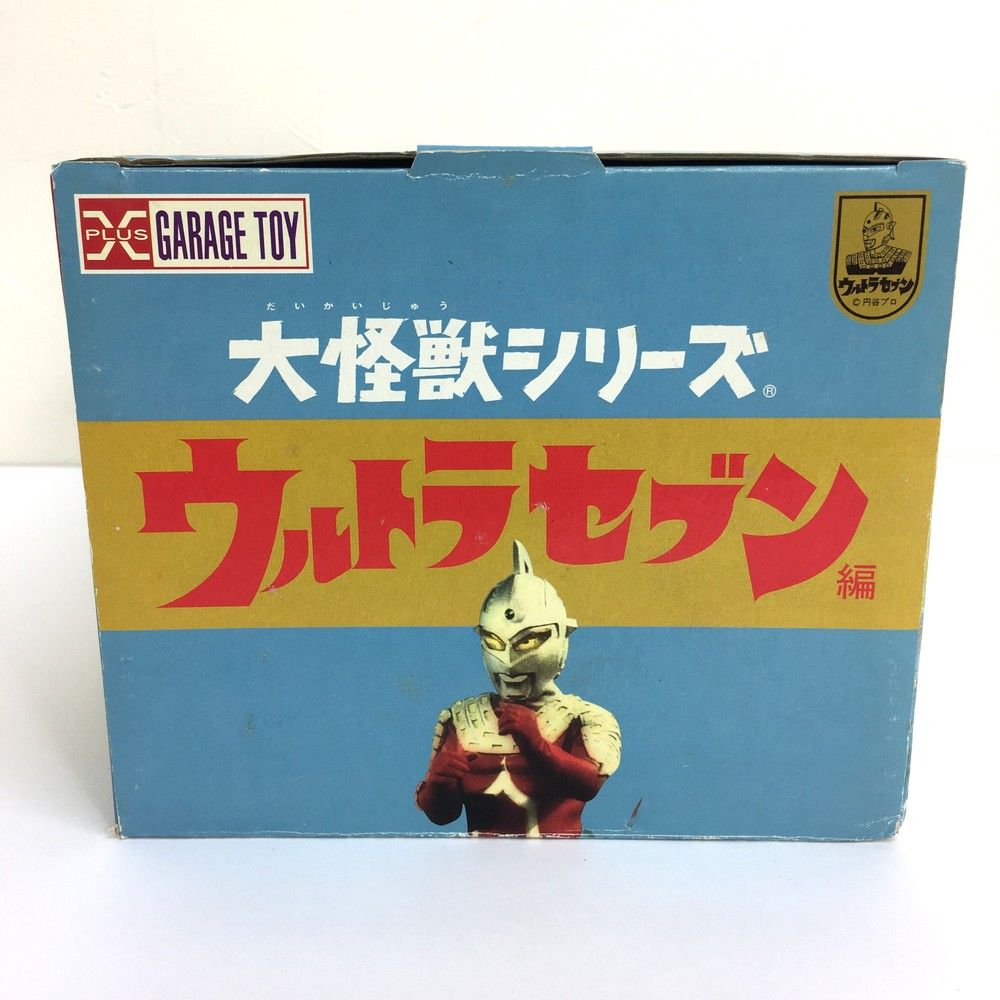 X PLUS GARAGE TOY
ウルトラセブン
©円谷プロ
だいかいじゅう
大怪獣シリーズ®
ウルトラセブン編